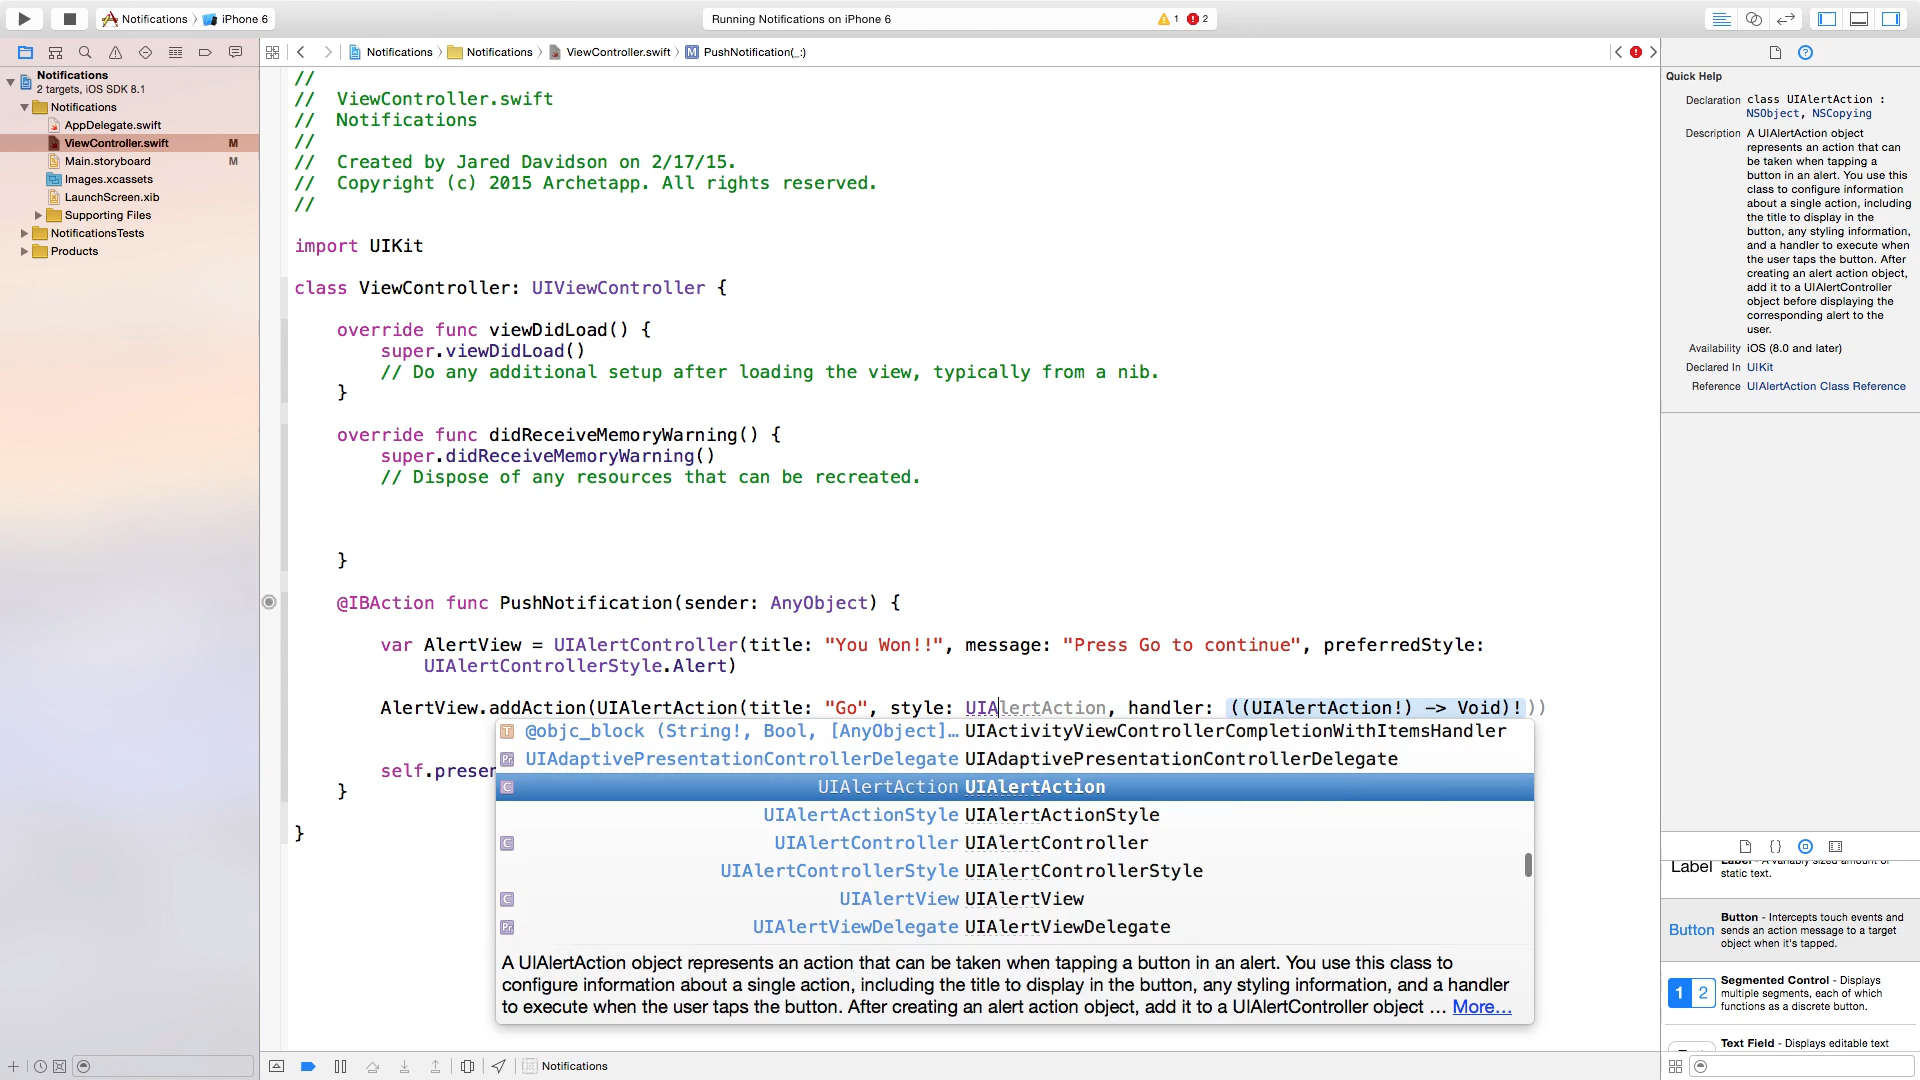 Notifications
iPhone 6
Running Notifications on iPhone 6
1
2
Notifications
Notifications
ViewController.swift
PushNotification(_:)
Notifications
2 targets, iOS SDK 8.1
Notifications
AppDelegate.swift
ViewController.swift
M
Main.storyboard
M
Images.xcassets
LaunchScreen.xib
Supporting Files
NotificationsTests
Products
//
// ViewController.swift
// Notifications
//
// Created by Jared Davidson on 2/17/15.
// Copyright (c) 2015 Archetapp. All rights reserved.
//
import UIKit
class ViewController: UIViewController {
override func viewDidLoad() {
super.viewDidLoad()
// Do any additional setup after loading the view, typically from a nib.
}
override func didReceiveMemoryWarning() {
super.didReceiveMemoryWarning()
// Dispose of any resources that can be recreated.
}
@IBAction func PushNotification(sender: AnyObject) {
var AlertView = UIAlertController(title: "You Won!!", message: "Press Go to continue", preferredStyle:
UIAlertControllerStyle.Alert)
AlertView.addAction(UIAlertAction(title: "Go", style: UIAlertAction, handler: ((UIAlertAction!) -> Void)!))
self.presen
}
}
@objc_block (String!, Bool, [AnyObject]… UIActivityViewControllerCompletionWithItemsHandler
Pr UIAdaptivePresentationControllerDelegate UIAdaptivePresentationControllerDelegate
C UIAlertAction UIAlertAction
UIAlertActionStyle UIAlertActionStyle
C UIAlertController UIAlertController
UIAlertControllerStyle UIAlertControllerStyle
C UIAlertView UIAlertView
Pr UIAlertViewDelegate UIAlertViewDelegate
A UIAlertAction object represents an action that can be taken when tapping a button in an alert. You use this class to
configure information about a single action, including the title to display in the button, any styling information, and a handler
to execute when the user taps the button. After creating an alert action object, add it to a UIAlertController object … More…
Notifications
Quick Help
Declaration class UIAlertAction :
NSObject, NSCopying
Description A UIAlertAction object
represents an action that can
be taken when tapping a
button in an alert. You use this
class to configure information
about a single action, including
the title to display in the
button, any styling information,
and a handler to execute when
the user taps the button. After
creating an alert action object,
add it to a UIAlertController
object before displaying the
corresponding alert to the
user.
Availability iOS (8.0 and later)
Declared In UIKit
Reference UIAlertAction Class Reference
Label
Label - A variably sized amount of
static text.
Button
Button - Intercepts touch events and
sends an action message to a target
object when it's tapped.
1 2
Segmented Control - Displays
multiple segments, each of which
functions as a discrete button.
Text Field - Displays editable text